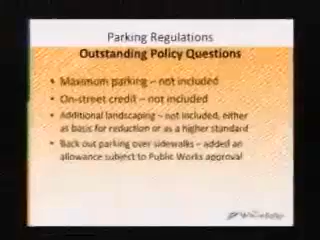 Parking Regulations
Outstanding Policy Questions
• Maximum parking – not included
• On-street credit – not included
• Additional landscaping – not included, either
as basis for reduction or as a higher standard
• Back out parking over sidewalks – added an
allowance subject to Public Works approval